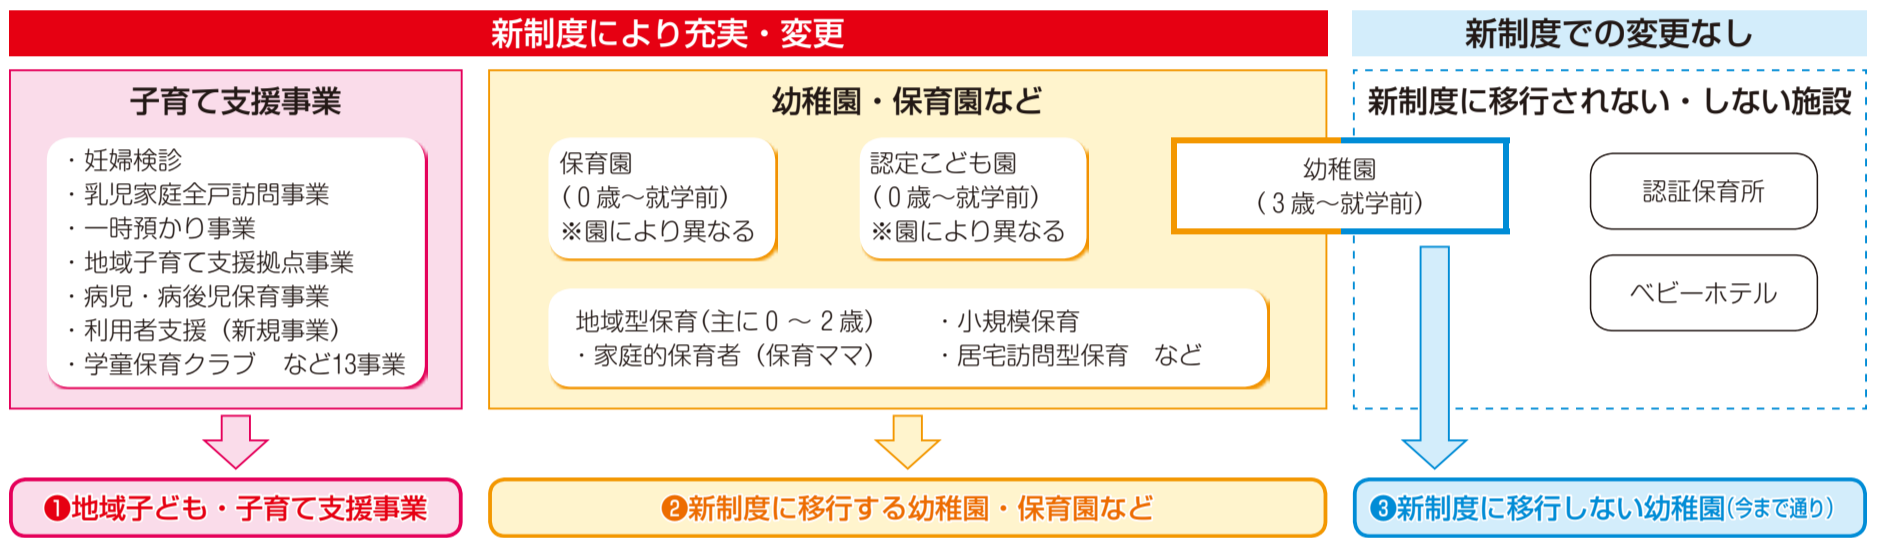 新制度により充実・変更
子育て支援事業
・妊婦検診
・乳児家庭全戸訪問事業
・一時預かり事業
・地域子育て支援拠点事業
・病児・病後児保育事業
・利用者支援（新規事業）
・学童保育クラブ　など13事業
❶地域子ども・子育て支援事業
幼稚園・保育園など
保育園
（０歳～就学前）
※園により異なる
認定こども園
（０歳～就学前）
※園により異なる
幼稚園
（３歳～就学前）
地域型保育（主に０～２歳）
・家庭的保育者（保育ママ）
・小規模保育
・居宅訪問型保育　など
❷新制度に移行する幼稚園・保育園など
新制度での変更なし
新制度に移行されない・しない施設
認証保育所
ベビーホテル
❸新制度に移行しない幼稚園（今まで通り）